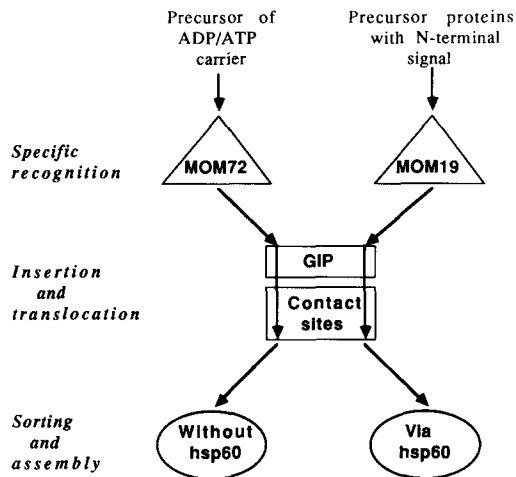 Precursor of
ADP/ATP
carrier
Precursor proteins
with N-terminal
signal
Specific
recognition
MOM72
MOM19
Insertion
and
translocation
GIP
Contact
sites
Sorting
and
assembly
Without
hsp60
Via
hsp60